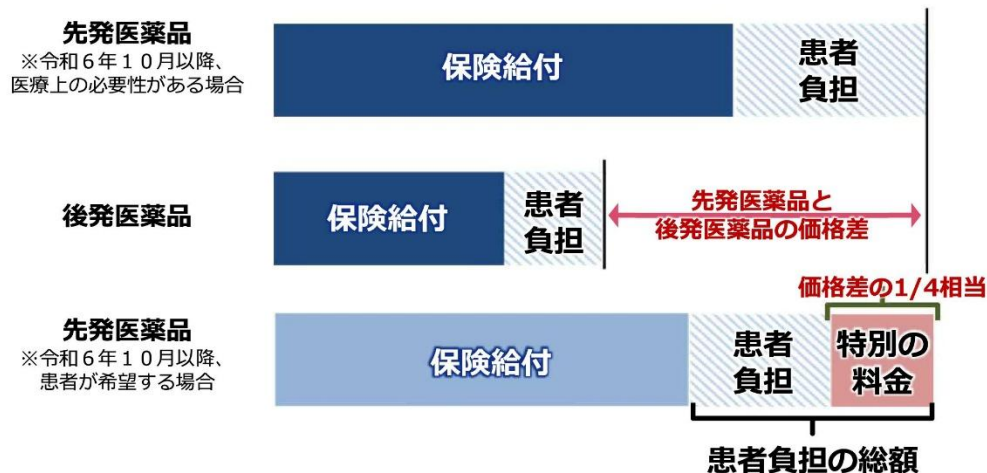 先発医薬品
※令和６年１０月以降、
医療上の必要性がある場合
保険給付
患者
負担
後発医薬品
保険給付
患者
負担
先発医薬品と
後発医薬品の価格差
価格差の1/4相当
先発医薬品
※令和６年１０月以降、
患者が希望する場合
保険給付
患者
負担
特別の
料金
患者負担の総額